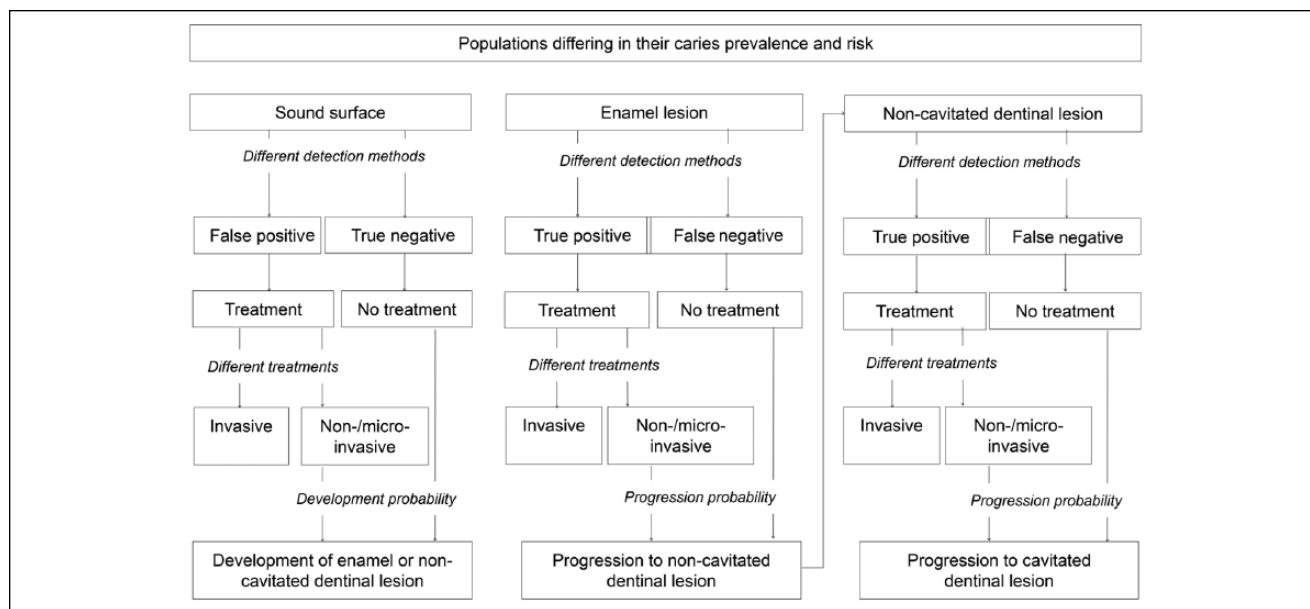 Populations differing in their caries prevalence and risk
Sound surface
Different detection methods
False positive
True negative
Treatment
No treatment
Different treatments
Invasive
Non-/micro-
invasive
Development probability
Development of enamel or non-
cavitated dentinal lesion
Enamel lesion
Different detection methods
True positive
False negative
Treatment
No treatment
Different treatments
Invasive
Non-/micro-
invasive
Progression probability
Progression to non-cavitated
dentinal lesion
Non-cavitated dentinal lesion
Different detection methods
True positive
False negative
Treatment
No treatment
Different treatments
Invasive
Non-/micro-
invasive
Progression probability
Progression to cavitated
dentinal lesion